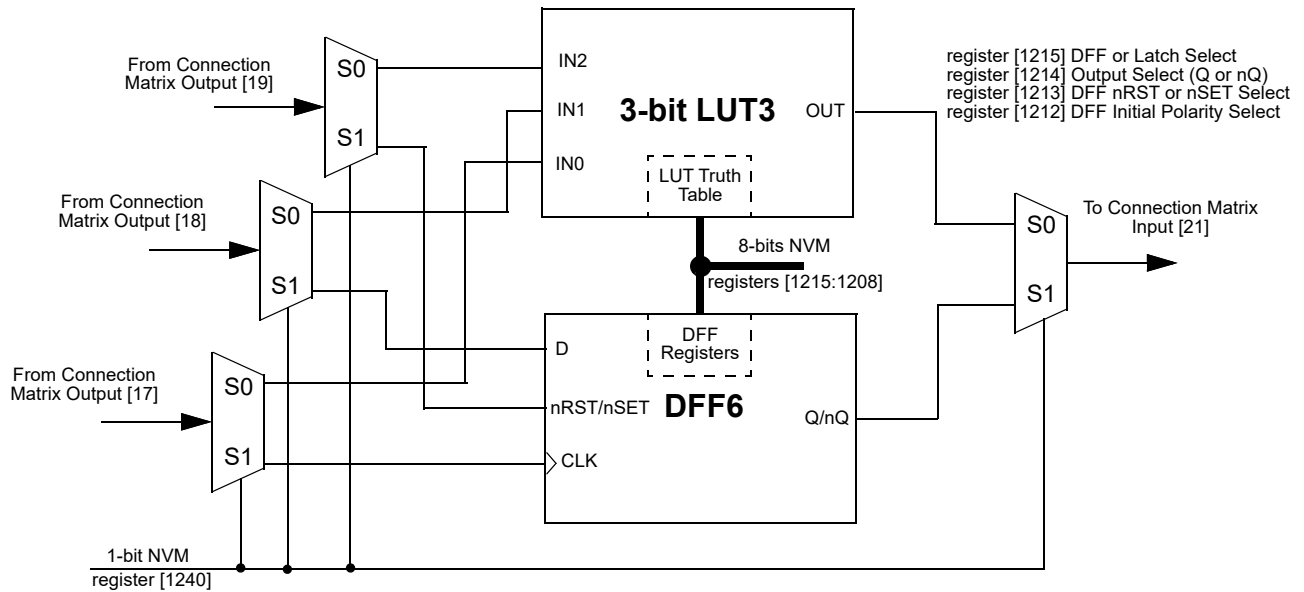 From Connection
Matrix Output [19]
S0
S1
From Connection
Matrix Output [18]
S0
S1
From Connection
Matrix Output [17]
S0
S1
1-bit NVM
register [1240]
IN2
IN1
IN0
3-bit LUT3
OUT
LUT Truth
Table
8-bits NVM
registers [1215:1208]
DFF
Registers
D
nRST/nSET
CLK
DFF6
Q/nQ
register [1215] DFF or Latch Select
register [1214] Output Select (Q or nQ)
register [1213] DFF nRST or nSET Select
register [1212] DFF Initial Polarity Select
S0
S1
To Connection Matrix
Input [21]